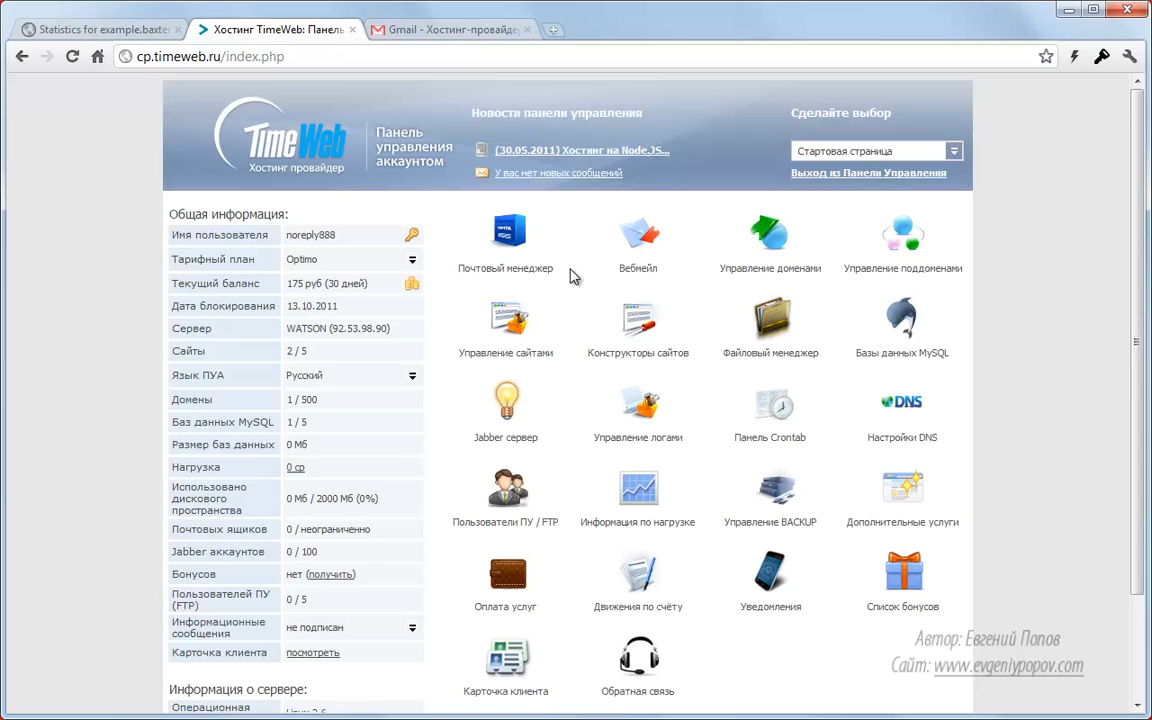 Statistics for example.baxter
Хостинг TimeWeb: Панель
Gmail - Хостинг-провайдер
cp.timeweb.ru/index.php
TimeWeb
Хостинг провайдер
Панель
управления
аккаунтом
Новости панели управления
(30.05.2011) Хостинг на Node.JS...
У вас нет новых сообщений
Сделайте выбор
Стартовая страница
Выход из Панели Управления
Общая информация:
Имя пользователя noreply888
Тарифный план Optimo
Текущий баланс 175 руб (30 дней)
Дата блокирования 13.10.2011
Сервер WATSON (92.53.98.90)
Сайты 2 / 5
Язык ПУА Русский
Домены 1 / 500
Баз данных MySQL 1 / 5
Размер баз данных 0 Мб
Нагрузка 0 cp
Использовано
дискового
пространства
0 Мб / 2000 Мб (0%)
Почтовых ящиков 0 / неограниченно
Jabber аккаунтов 0 / 100
Бонусов нет (получить)
Пользователей ПУ
(FTP)
0 / 5
Информационные
сообщения
не подписан
Карточка клиента посмотреть
Информация о сервере:
Операционная
Почтовый менеджер Вебмейл Управление доменами Управление поддоменами
Управление сайтами Конструкторы сайтов Файловый менеджер Базы данных MySQL
DNS
Jabber сервер Управление логами Панель Crontab Настройки DNS
Пользователи ПУ / FTP Информация по нагрузке Управление BACKUP Дополнительные услуги
Оплата услуг Движения по счёту Уведомления Список бонусов
Карточка клиента Обратная связь
Автор: Евгений Попов
Сайт: www.evgeniypopov.com